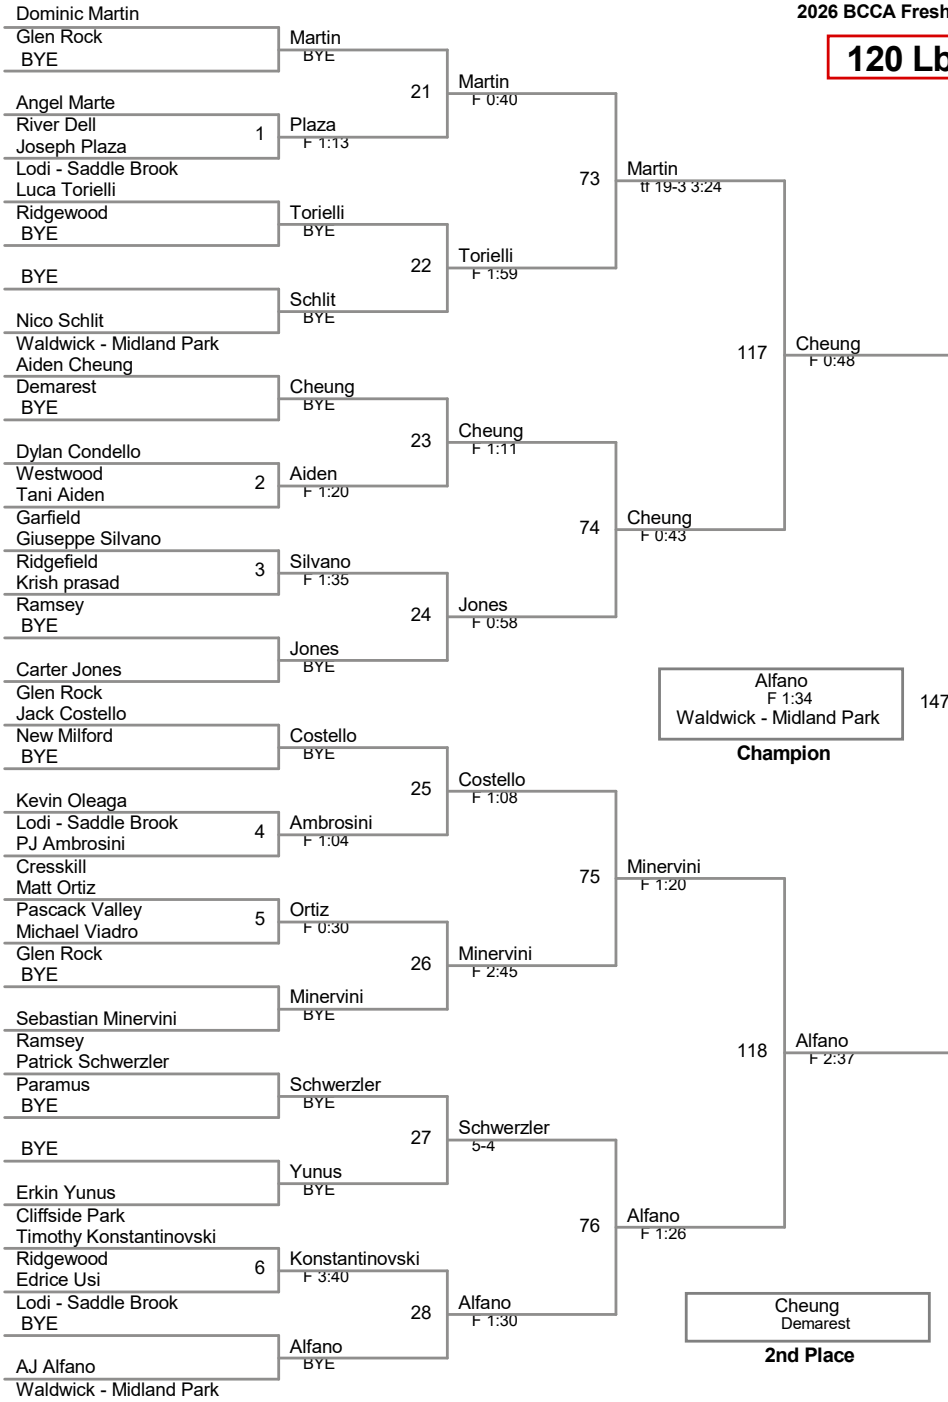 2026 BCCA Fresh
120 Lb
Dominic Martin
Glen Rock
BYE
Angel Marte
River Dell
Joseph Plaza
Lodi - Saddle Brook
Luca Torielli
Ridgewood
BYE
BYE
Nico Schlit
Waldwick - Midland Park
Aiden Cheung
Demarest
BYE
Dylan Condello
Westwood
Tani Aiden
Garfield
Giuseppe Silvano
Ridgefield
Krish prasad
Ramsey
BYE
Carter Jones
Glen Rock
Jack Costello
New Milford
BYE
Kevin Oleaga
Lodi - Saddle Brook
PJ Ambrosini
Cresskill
Matt Ortiz
Pascack Valley
Michael Viadro
Glen Rock
BYE
Sebastian Minervini
Ramsey
Patrick Schwerzler
Paramus
BYE
BYE
Erkin Yunus
Cliffside Park
Timothy Konstantinovski
Ridgewood
Edrice Usi
Lodi - Saddle Brook
BYE
AJ Alfano
Waldwick - Midland Park
1
2
3
4
5
6
Martin
BYE
Plaza
F 1:13
Torielli
BYE
Schlit
BYE
Cheung
BYE
Aiden
F 1:20
Silvano
F 1:35
Jones
BYE
Costello
BYE
Ambrosini
F 1:04
Ortiz
F 0:30
Minervini
BYE
Schwerzler
BYE
Yunus
BYE
Konstantinovski
F 3:40
Alfano
BYE
21
22
23
24
25
26
27
28
Martin
F 0:40
Torielli
F 1:59
Cheung
F 1:11
Jones
F 0:58
Costello
F 1:08
Minervini
F 2:45
Schwerzler
5-4
Alfano
F 1:30
73
74
75
76
Martin
tf 19-3 3:24
Cheung
F 0:43
Minervini
F 1:20
Alfano
F 1:26
117
118
Cheung
F 0:48
Alfano
F 2:37
Alfano
F 1:34
Waldwick - Midland Park
Champion
147
Cheung
Demarest
2nd Place